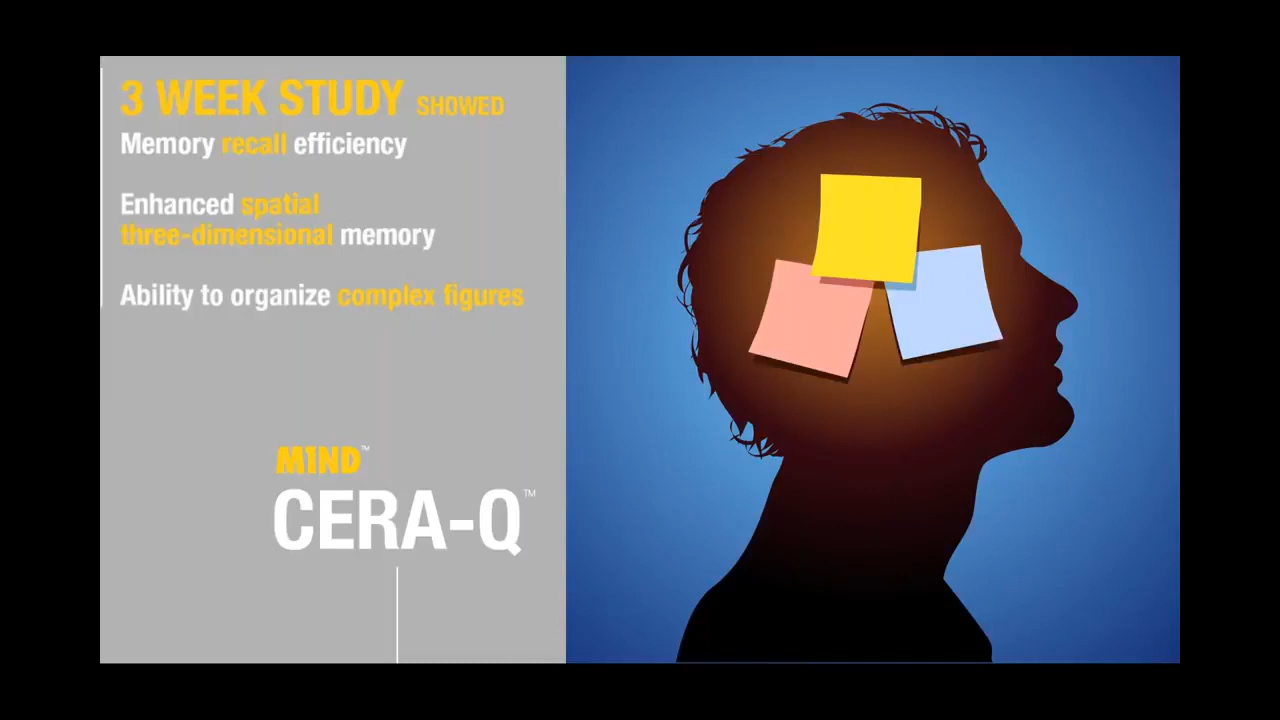 3 WEEK STUDY SHOWED
Memory recall efficiency
Enhanced spatial
three-dimensional memory
Ability to organize complex figures
MIND™
CERA-Q™